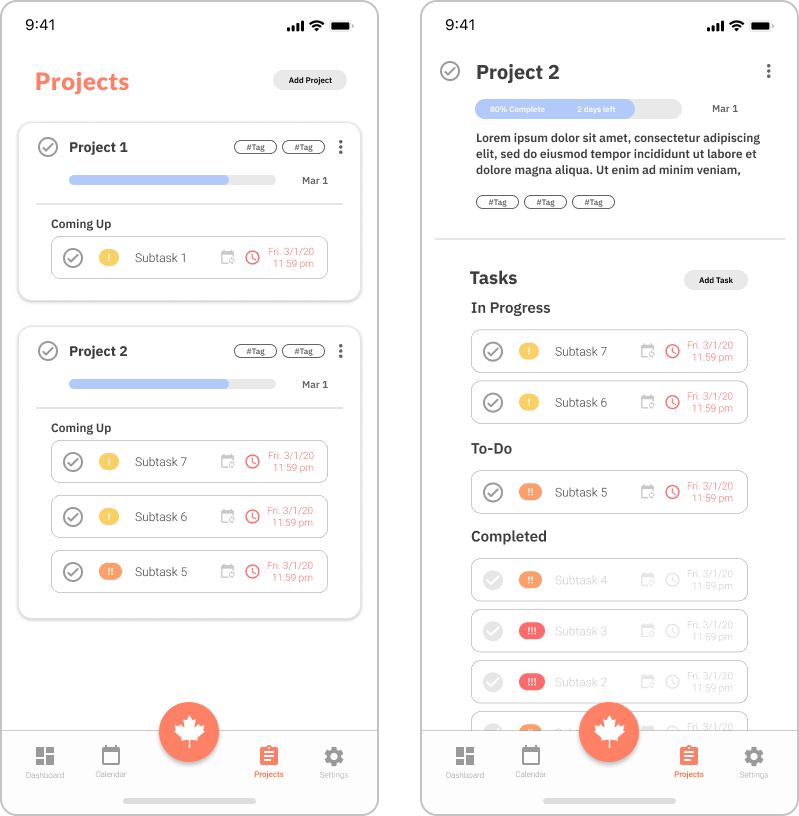 9:41
Projects
Add Project
Project 1
#Tag
#Tag
Mar 1
Coming Up
!
Subtask 1
Fri. 3/1/20
11:59 pm
Project 2
#Tag
#Tag
Mar 1
Coming Up
!
Subtask 7
Fri. 3/1/20
11:59 pm
!
Subtask 6
Fri. 3/1/20
11:59 pm
!!
Subtask 5
Fri. 3/1/20
11:59 pm
Dashboard
Calendar
Projects
Settings
9:41
Project 2
80% Complete
2 days left
Mar 1
Lorem ipsum dolor sit amet, consectetur adipiscing
elit, sed do eiusmod tempor incididunt ut labore et
dolore magna aliqua. Ut enim ad minim veniam,
#Tag
#Tag
#Tag
Tasks
Add Task
In Progress
!
Subtask 7
Fri. 3/1/20
11:59 pm
!
Subtask 6
Fri. 3/1/20
11:59 pm
To-Do
!!
Subtask 5
Fri. 3/1/20
11:59 pm
Completed
!!
Subtask 4
Fri. 3/1/20
11:59 pm
!!!
Subtask 3
Fri. 3/1/20
11:59 pm
!!!
Subtask 2
Fri. 3/1/20
11:59 pm
!!
Fri. 3/1/20
Dashboard
Calendar
Projects
Settings